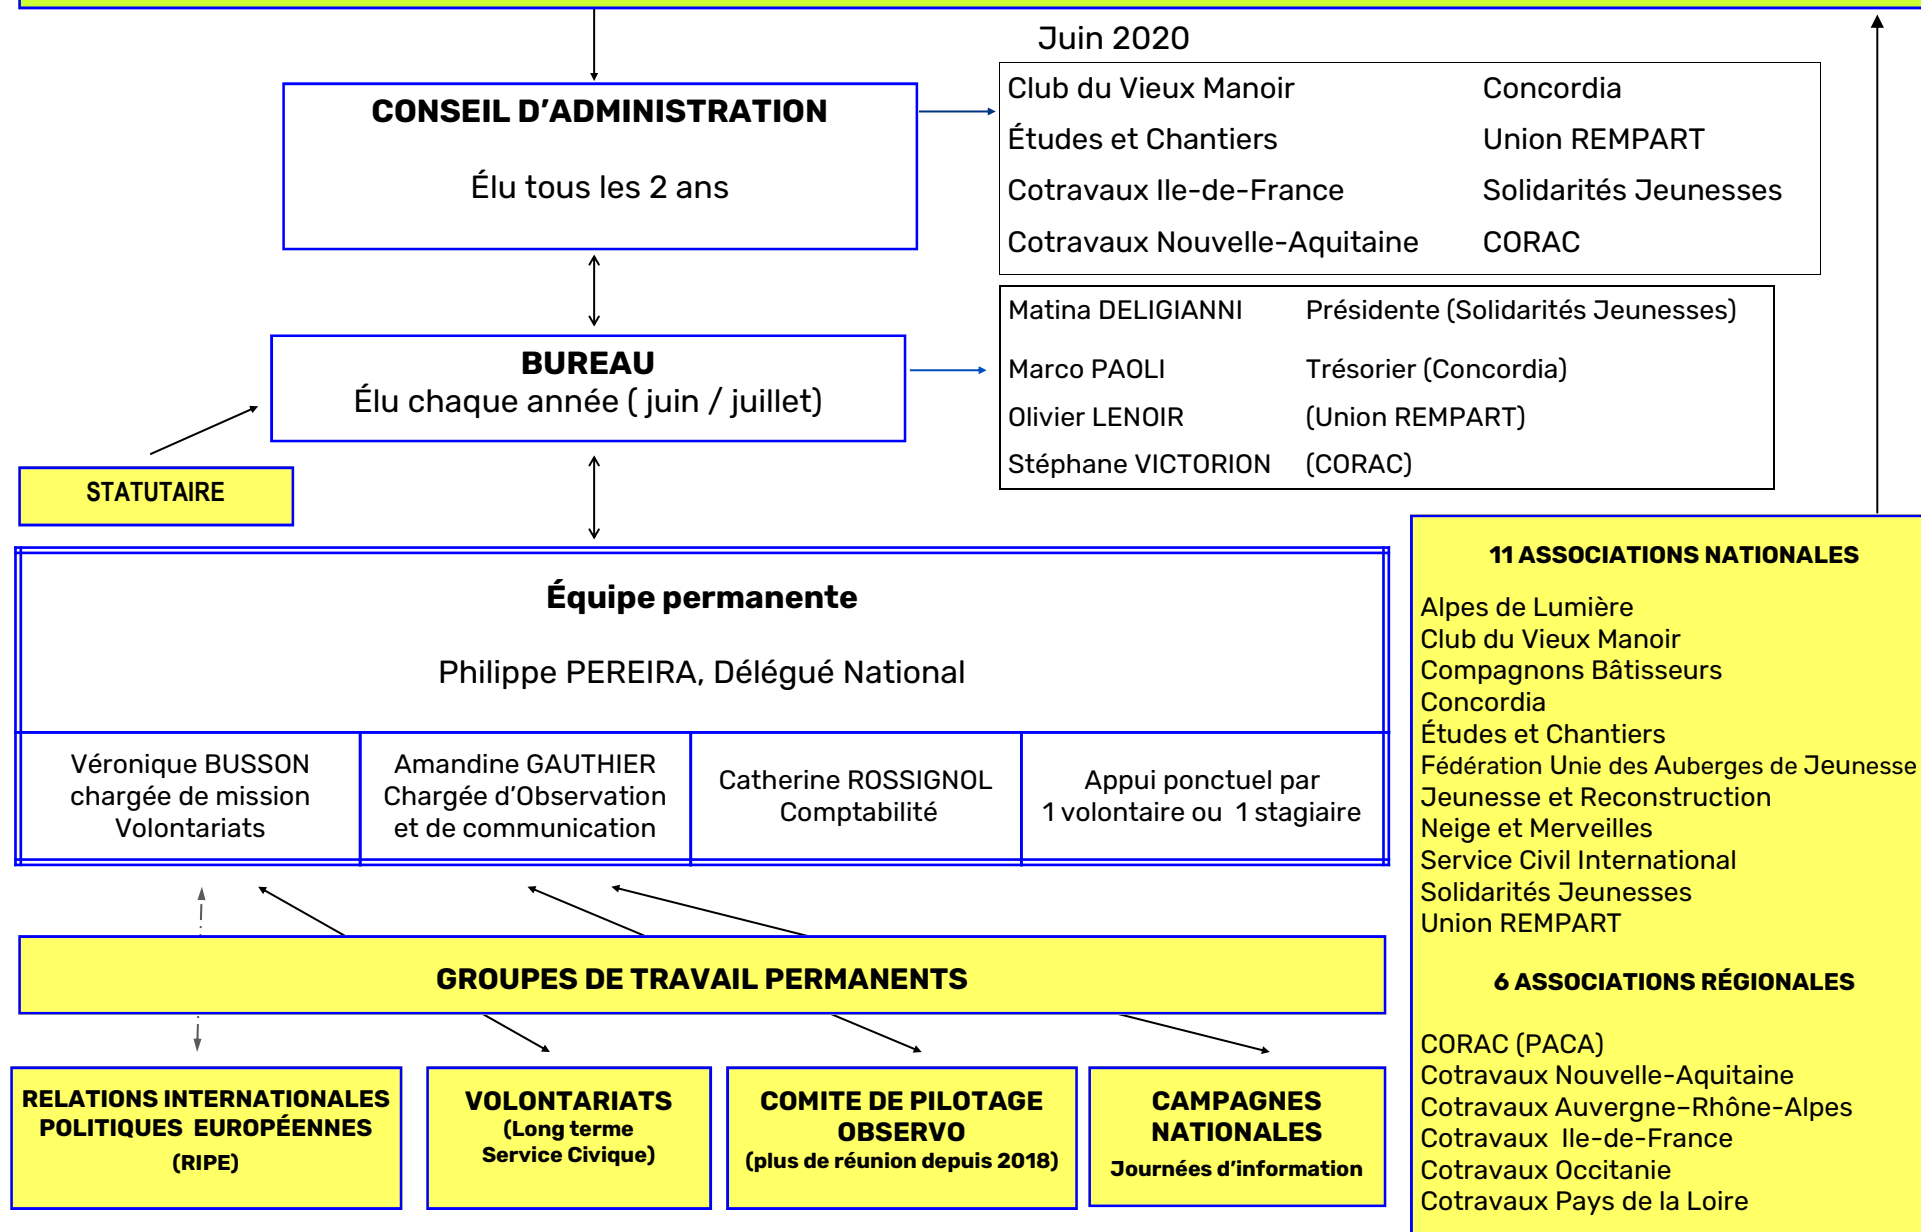 Juin 2020
CONSEIL D'ADMINISTRATION
Élu tous les 2 ans
Club du Vieux Manoir Concordia
Études et Chantiers Union REMPART
Cotravaux Ile-de-France Solidarités Jeunesses
Cotravaux Nouvelle-Aquitaine CORAC
BUREAU
Élu chaque année ( juin / juillet)
Matina DELIGIANNI Présidente (Solidarités Jeunesses)
Marco PAOLI Trésorier (Concordia)
Olivier LENOIR (Union REMPART)
Stéphane VICTORION (CORAC)
STATUTAIRE
Équipe permanente
Philippe PEREIRA, Délégué National
Véronique BUSSON
chargée de mission
Volontariats
Amandine GAUTHIER
Chargée d'Observation
et de communication
Catherine ROSSIGNOL
Comptabilité
Appui ponctuel par
1 volontaire ou 1 stagiaire
GROUPES DE TRAVAIL PERMANENTS
RELATIONS INTERNATIONALES
POLITIQUES EUROPÉENNES
(RIPE)
VOLONTARIATS
(Long terme
Service Civique)
COMITE DE PILOTAGE
OBSERVO
(plus de réunion depuis 2018)
CAMPAGNES
NATIONALES
Journées d'information
11 ASSOCIATIONS NATIONALES
Alpes de Lumière
Club du Vieux Manoir
Compagnons Bâtisseurs
Concordia
Études et Chantiers
Fédération Unie des Auberges de Jeunesse
Jeunesse et Reconstruction
Neige et Merveilles
Service Civil International
Solidarités Jeunesses
Union REMPART
6 ASSOCIATIONS RÉGIONALES
CORAC (PACA)
Cotravaux Nouvelle-Aquitaine
Cotravaux Auvergne–Rhône-Alpes
Cotravaux Ile-de-France
Cotravaux Occitanie
Cotravaux Pays de la Loire